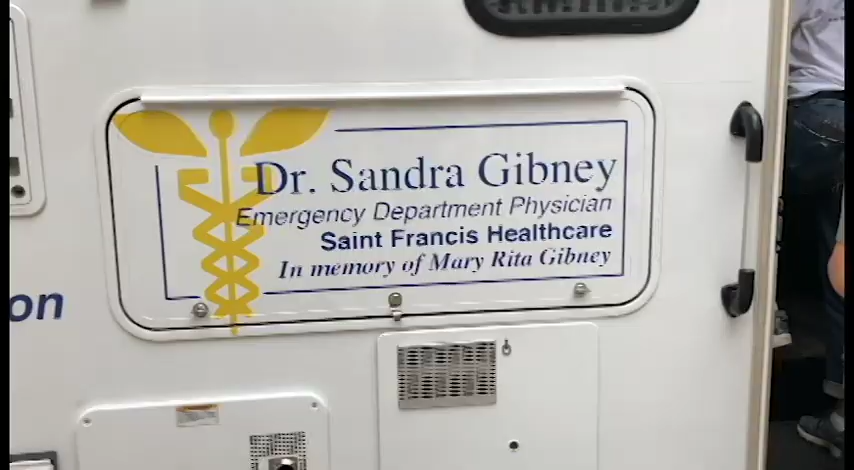 Dr. Sandra Gibney
Emergency Department Physician
Saint Francis Healthcare
In memory of Mary Rita Gibney
on